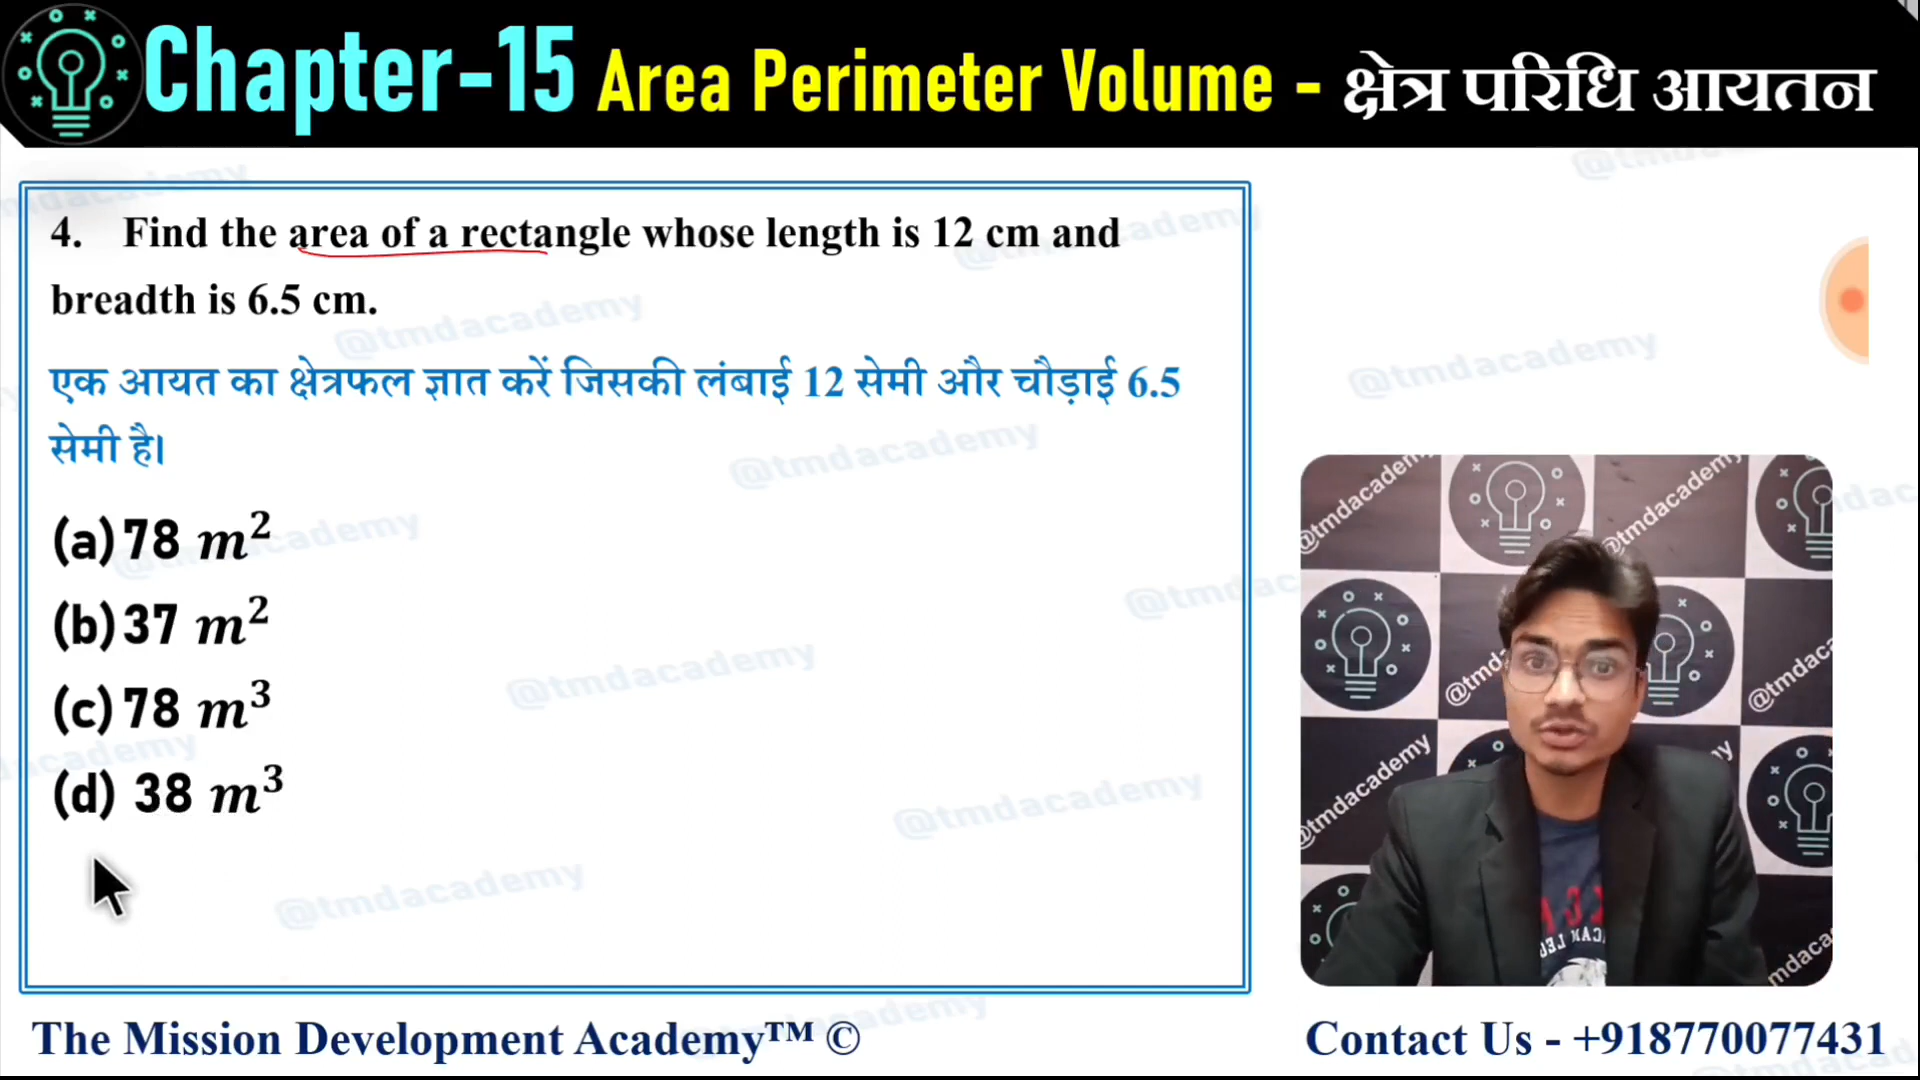 Chapter-15 Area Perimeter Volume - क्षेत्र परिधि आयतन
4. Find the area of a rectangle whose length is 12 cm and
breadth is 6.5 cm.
एक आयत का क्षेत्रफल ज्ञात करें जिसकी लंबाई 12 सेमी और चौड़ाई 6.5
सेमी है।
(a) 78 m²
(b) 37 m²
(c) 78 m³
(d) 38 m³
@tmdacademy
The Mission Development Academy™ ©
Contact Us - +918770077431